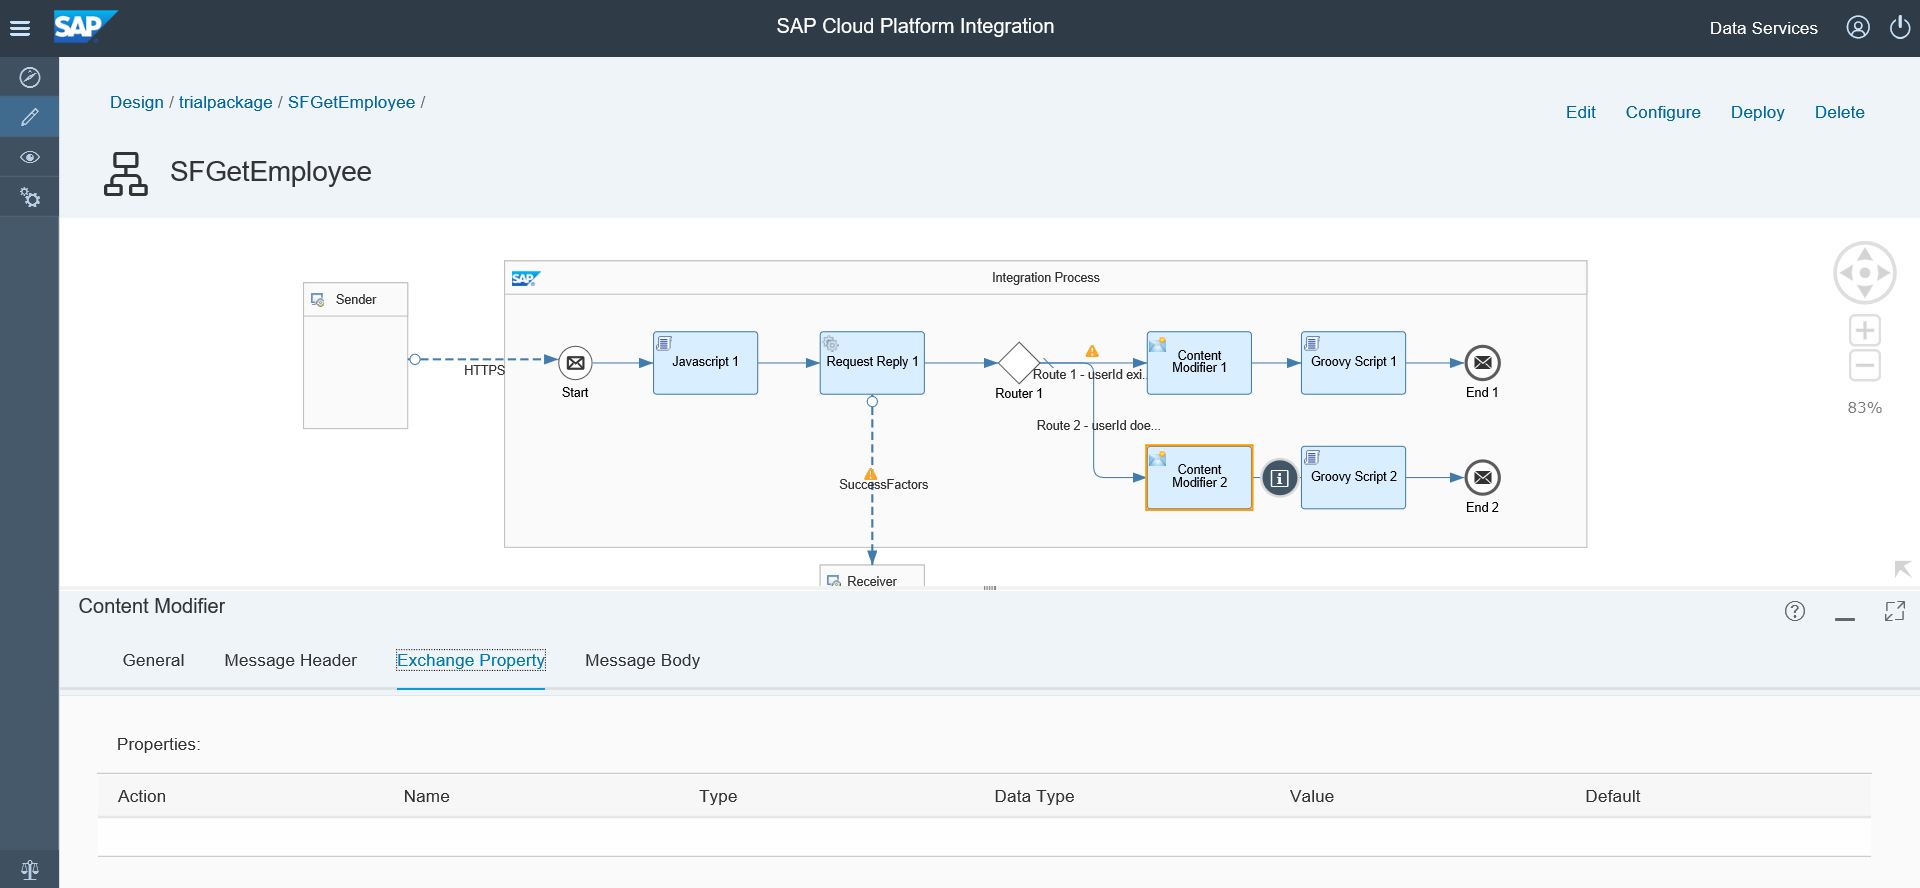 SAP
SAP Cloud Platform Integration
Data Services
Design / trialpackage / SFGetEmployee /
Edit Configure Deploy Delete
SFGetEmployee
SAP
Integration Process
Sender
HTTPS
Start
Javascript 1
Request Reply 1
Router 1
Route 1 - userId exi...
Content
Modifier 1
Groovy Script 1
End 1
Route 2 - userId doe...
Content
Modifier 2
Groovy Script 2
End 2
SuccessFactors
Receiver
83%
Content Modifier
General Message Header Exchange Property Message Body
Properties:
Action Name Type Data Type Value Default